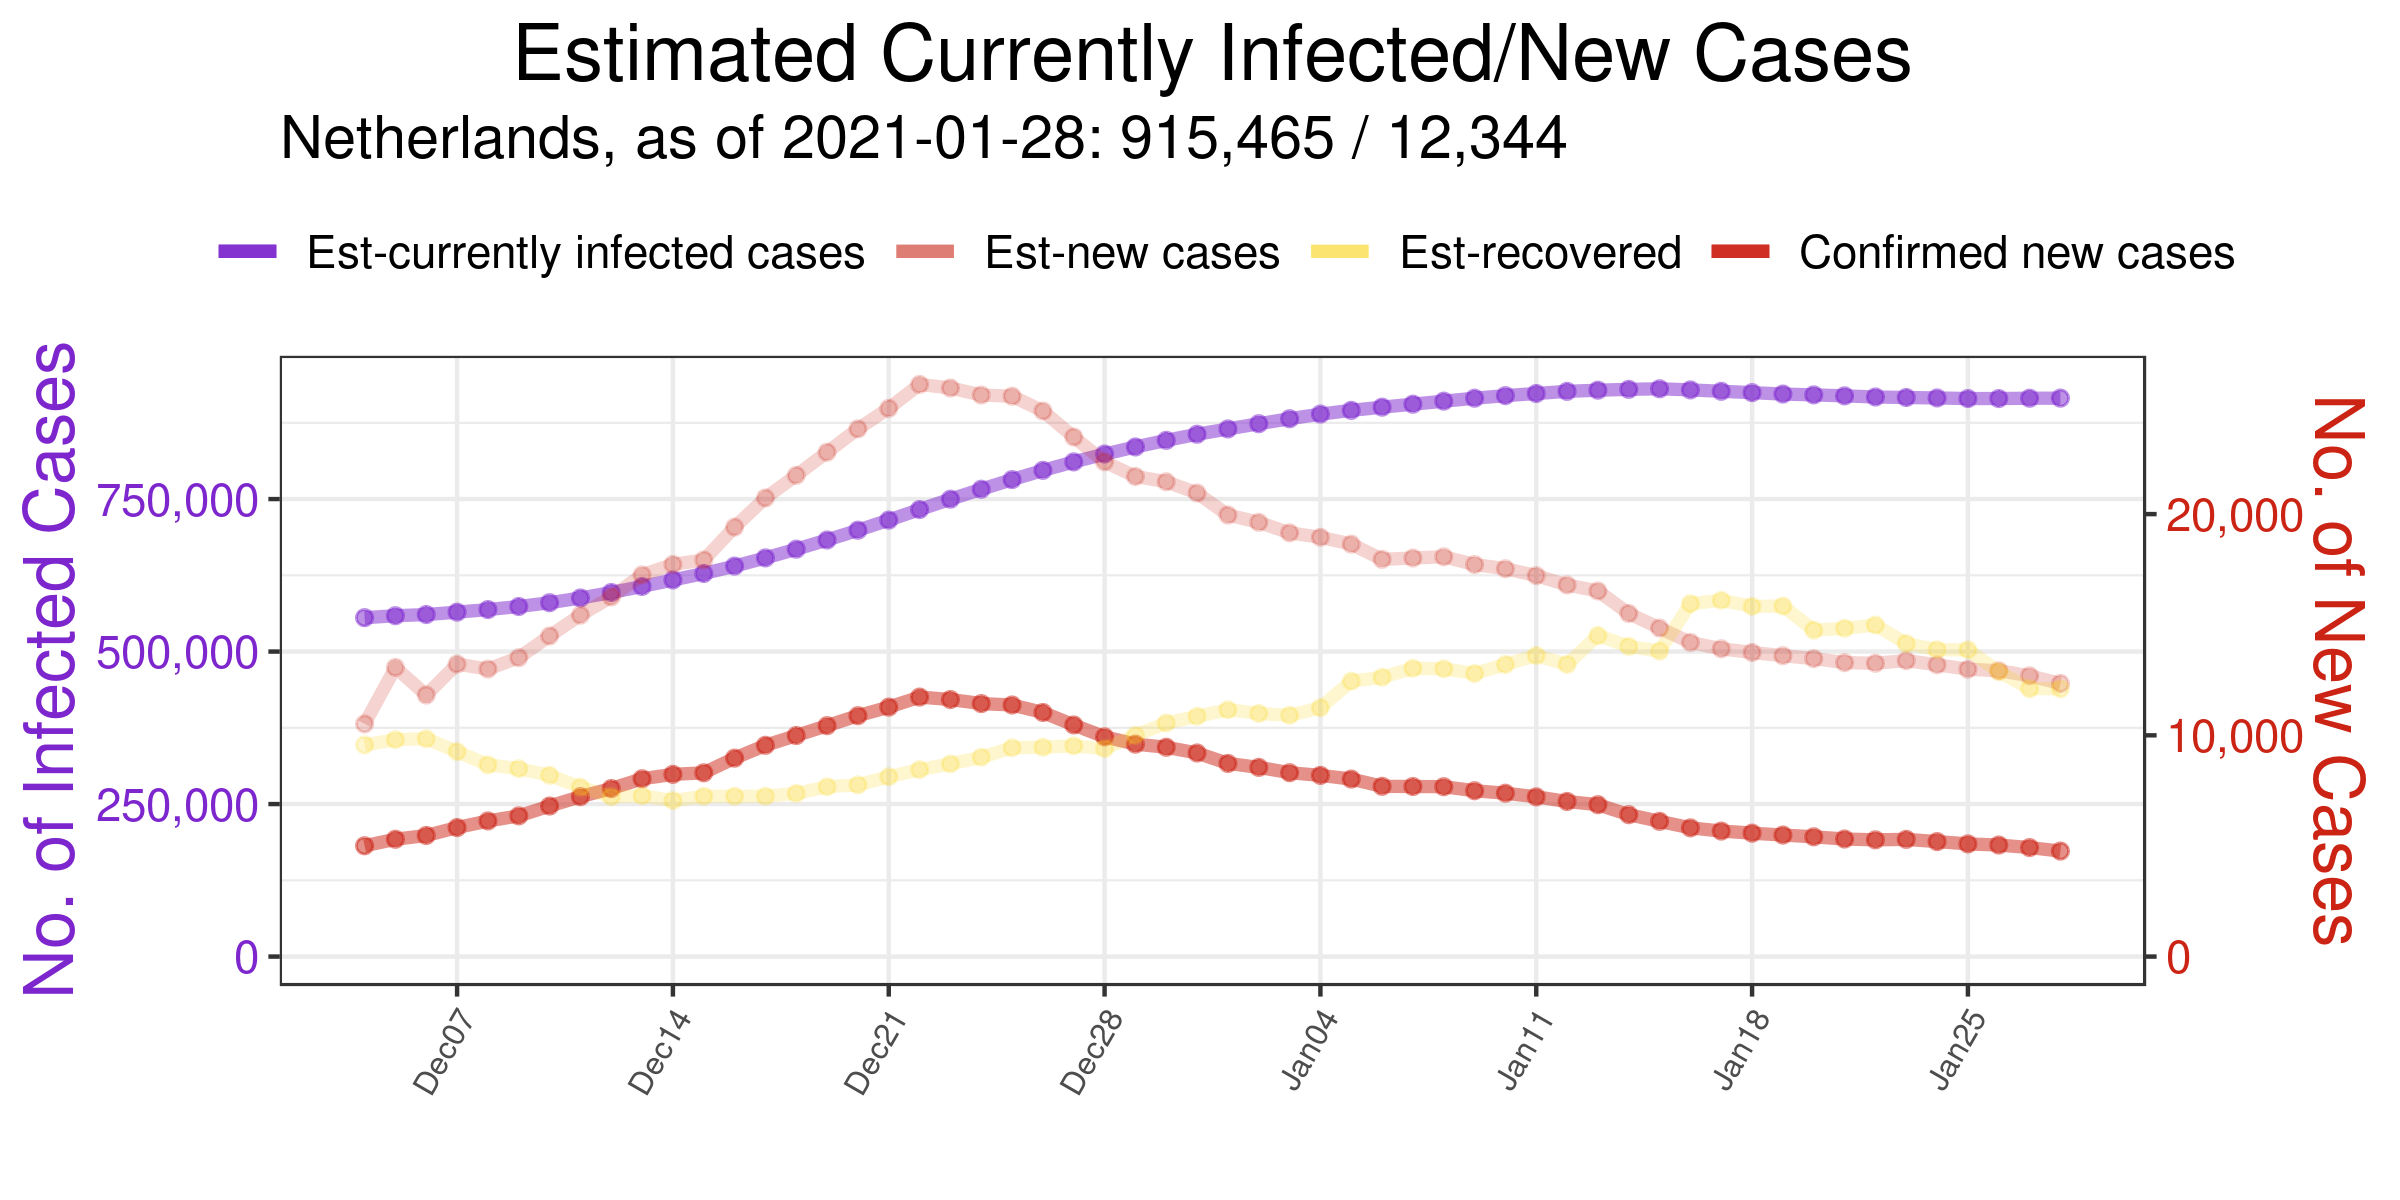 Estimated Currently Infected/New Cases
Netherlands, as of 2021-01-28: 915,465 / 12,344
Est-currently infected cases Est-new cases Est-recovered Confirmed new cases
No. of Infected Cases
750,000
500,000
250,000
0
20,000
10,000
0
No. of New Cases
Dec07 Dec14 Dec21 Dec28 Jan04 Jan11 Jan18 Jan25